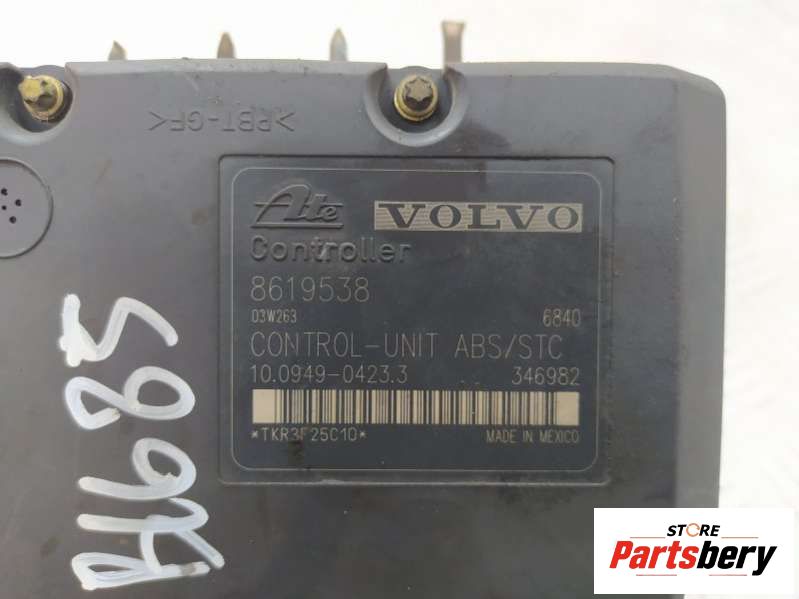 >RBT-GF<
Ate VOLVO
Controller
8619538
03W263 6840
CONTROL-UNIT ABS/STC
10.0949-0423.3 346982
*TKR3F25C10*
MADE IN MEXICO
STORE
Partsbery